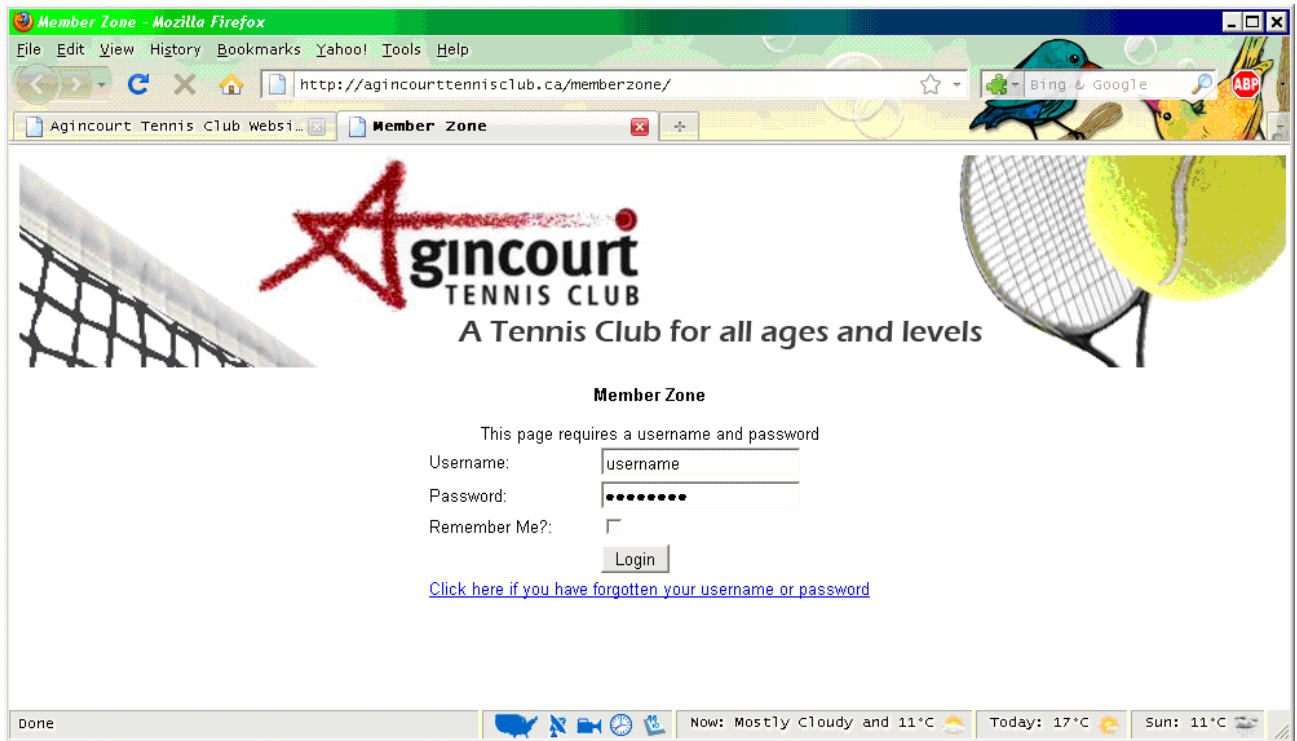 Member Zone - Mozilla Firefox
File Edit View History Bookmarks Yahoo! Tools Help
http://agincourttennisclub.ca/memberzone/
Bing & Google
ABP
Agincourt Tennis Club Websi...
Member Zone
Agincourt
TENNIS CLUB
A Tennis Club for all ages and levels
Member Zone
This page requires a username and password
Username: username
Password: ••••••••
Remember Me?:
Login
Click here if you have forgotten your username or password
Done Now: Mostly Cloudy and 11°C Today: 17°C Sun: 11°C